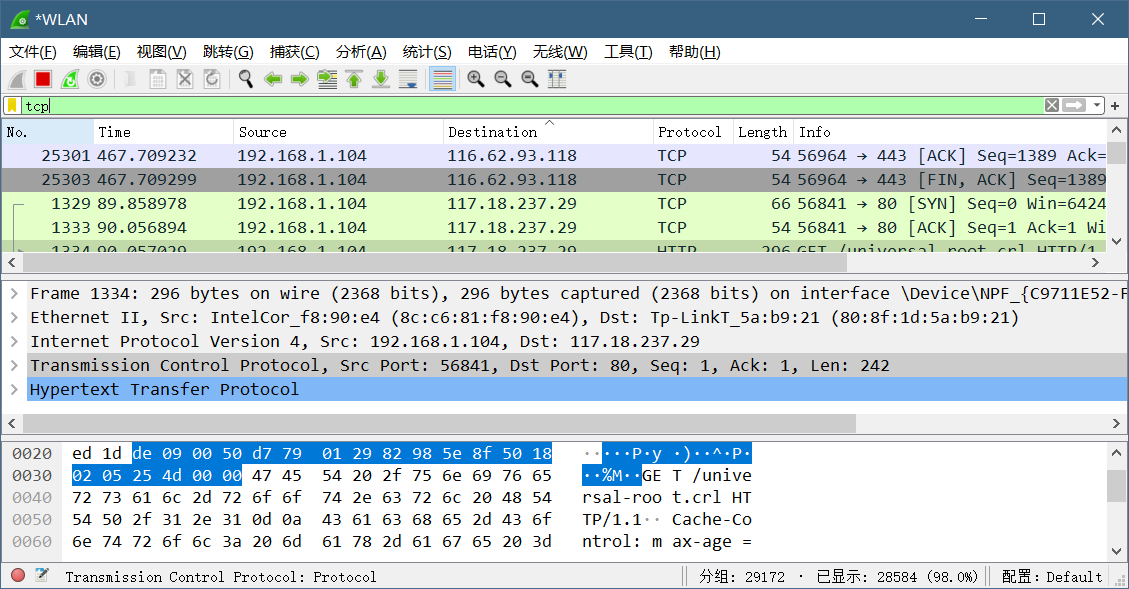 *WLAN
文件(F) 编辑(E) 视图(V) 跳转(G) 捕获(C) 分析(A) 统计(S) 电话(Y) 无线(W) 工具(T) 帮助(H)
tcp
No. Time Source Destination Protocol Length Info
25301 467.709232 192.168.1.104 116.62.93.118 TCP 54 56964 → 443 [ACK] Seq=1389 Ack=
25303 467.709299 192.168.1.104 116.62.93.118 TCP 54 56964 → 443 [FIN, ACK] Seq=1389
1329 89.858978 192.168.1.104 117.18.237.29 TCP 66 56841 → 80 [SYN] Seq=0 Win=6424
1333 90.056894 192.168.1.104 117.18.237.29 TCP 54 56841 → 80 [ACK] Seq=1 Ack=1 Wi
1334 90.057029 192.168.1.104 117.18.237.29 HTTP 296 GET /universal-root.crl HTTP/1
Frame 1334: 296 bytes on wire (2368 bits), 296 bytes captured (2368 bits) on interface \Device\NPF_{C9711E52-F
Ethernet II, Src: IntelCor_f8:90:e4 (8c:c6:81:f8:90:e4), Dst: Tp-LinkT_5a:b9:21 (80:8f:1d:5a:b9:21)
Internet Protocol Version 4, Src: 192.168.1.104, Dst: 117.18.237.29
Transmission Control Protocol, Src Port: 56841, Dst Port: 80, Seq: 1, Ack: 1, Len: 242
Hypertext Transfer Protocol
0020 ed 1d de 09 00 50 d7 79 01 29 82 98 5e 8f 50 18 ·····P·y ·)··^·P·
0030 02 05 25 4d 00 00 47 45 54 20 2f 75 6e 69 76 65 ··%M··GE T /unive
0040 72 73 61 6c 2d 72 6f 6f 74 2e 63 72 6c 20 48 54 rsal-roo t.crl HT
0050 54 50 2f 31 2e 31 0d 0a 43 61 63 68 65 2d 43 6f TP/1.1·· Cache-Co
0060 6e 74 72 6f 6c 3a 20 6d 61 78 2d 61 67 65 20 3d ntrol: m ax-age =
Transmission Control Protocol: Protocol 分组: 29172 · 已显示: 28584 (98.0%) 配置: Default